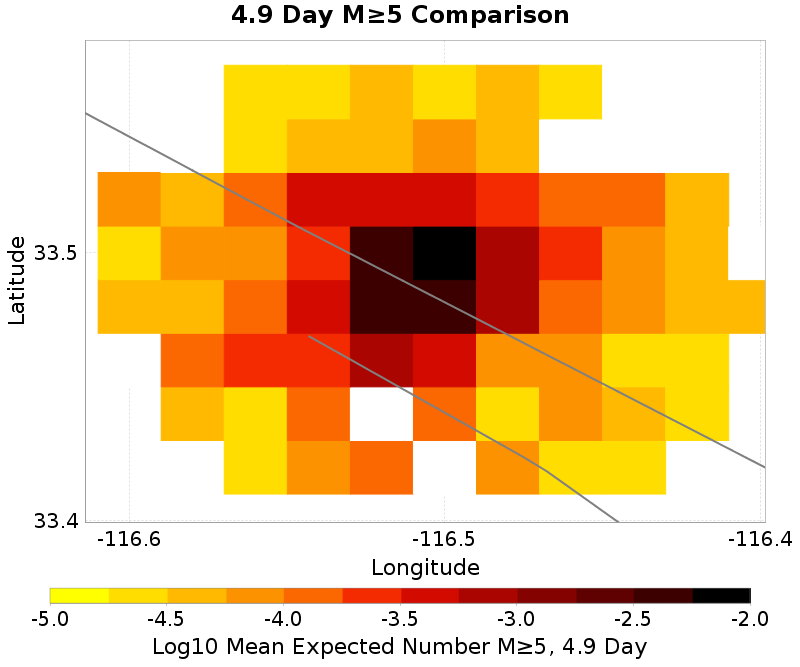 4.9 Day M≥5 Comparison
Latitude
33.5
33.4
-116.6 -116.5 -116.4
Longitude
-5.0 -4.5 -4.0 -3.5 -3.0 -2.5 -2.0
Log10 Mean Expected Number M≥5, 4.9 Day